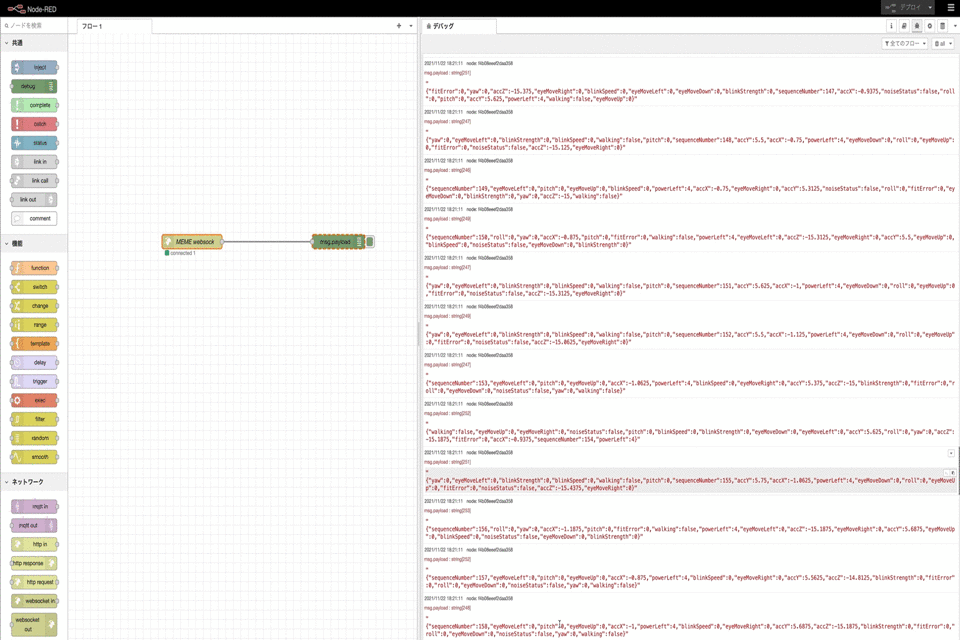 Node-RED
デプロイ
ノードを検索
フロー 1
デバッグ
全てのフロー
all
共通
inject
debug
complete
catch
status
link in
link call
link out
comment
機能
function
switch
change
range
template
delay
trigger
exec
filter
random
smooth
ネットワーク
mqtt in
mqtt out
http in
http response
http request
websocket in
websocket
out
MEME websock
connected 1
msg.payload
2021/11/22 18:21:11 node: f4b08eeef2daa358
msg.payload : string[251]
"
{"fitError":0,"yaw":0,"accZ":-15.375,"eyeMoveRight":0,"blinkSpeed":0,"eyeMoveLeft":0,"eyeMoveDown":0,"blinkStrength":0,"sequenceNumber":147,"accX":-0.9375,"noiseStatus":false,"roll
":0,"pitch":0,"accY":5.625,"powerLeft":4,"walking":false,"eyeMoveUp":0}"
2021/11/22 18:21:11 node: f4b08eeef2daa358
msg.payload : string[247]
"
{"yaw":0,"eyeMoveLeft":0,"blinkStrength":0,"blinkSpeed":0,"walking":false,"pitch":0,"sequenceNumber":148,"accY":5.5,"accX":-0.75,"powerLeft":4,"eyeMoveDown":0,"roll":0,"eyeMoveUp":
0,"fitError":0,"noiseStatus":false,"accZ":-15.125,"eyeMoveRight":0}"
2021/11/22 18:21:11 node: f4b08eeef2daa358
msg.payload : string[246]
"
{"sequenceNumber":149,"eyeMoveLeft":0,"pitch":0,"eyeMoveUp":0,"blinkSpeed":0,"powerLeft":4,"accX":-0.75,"eyeMoveRight":0,"accY":5.3125,"noiseStatus":false,"roll":0,"fitError":0,"ey
eMoveDown":0,"blinkStrength":0,"yaw":0,"accZ":-15,"walking":false}"
2021/11/22 18:21:11 node: f4b08eeef2daa358
msg.payload : string[248]
"
{"sequenceNumber":150,"roll":0,"accX":-0.875,"pitch":0,"fitError":0,"walking":false,"powerLeft":4,"eyeMoveLeft":0,"accZ":-15.3125,"eyeMoveRight":0,"accY":5.5,"eyeMoveUp":0,"yaw":0,
"blinkSpeed":0,"noiseStatus":false,"eyeMoveDown":0,"blinkStrength":0}"
2021/11/22 18:21:11 node: f4b08eeef2daa358
msg.payload : string[247]
"
{"yaw":0,"eyeMoveLeft":0,"blinkStrength":0,"blinkSpeed":0,"walking":false,"pitch":0,"sequenceNumber":151,"accY":5.625,"accX":-1,"powerLeft":4,"eyeMoveDown":0,"roll":0,"eyeMoveUp":0
,"fitError":0,"noiseStatus":false,"accZ":-15.3125,"eyeMoveRight":0}"
2021/11/22 18:21:11 node: f4b08eeef2daa358
msg.payload : string[249]
"
{"yaw":0,"eyeMoveLeft":0,"blinkStrength":0,"blinkSpeed":0,"walking":false,"pitch":0,"sequenceNumber":152,"accY":5.5,"accX":-1.125,"powerLeft":4,"eyeMoveDown":0,"roll":0,"eyeMoveUp"
:0,"fitError":0,"noiseStatus":false,"accZ":-15.0625,"eyeMoveRight":0}"
2021/11/22 18:21:11 node: f4b08eeef2daa358
msg.payload : string[247]
"
{"sequenceNumber":153,"eyeMoveLeft":0,"pitch":0,"eyeMoveUp":0,"accX":-1.0625,"powerLeft":4,"blinkSpeed":0,"eyeMoveRight":0,"accY":5.375,"accZ":-15,"blinkStrength":0,"fitError":0,"
roll":0,"eyeMoveDown":0,"noiseStatus":false,"yaw":0,"walking":false}"
2021/11/22 18:21:11 node: f4b08eeef2daa358
msg.payload : string[252]
"
{"walking":false,"eyeMoveUp":0,"eyeMoveRight":0,"noiseStatus":false,"pitch":0,"blinkSpeed":0,"blinkStrength":0,"eyeMoveDown":0,"eyeMoveLeft":0,"accY":5.625,"roll":0,"yaw":0,"accZ":
-15.1875,"fitError":0,"accX":-0.9375,"sequenceNumber":154,"powerLeft":4}"
2021/11/22 18:21:11 node: f4b08eeef2daa358
msg.payload : string[251]
"
{"yaw":0,"eyeMoveLeft":0,"blinkStrength":0,"blinkSpeed":0,"walking":false,"pitch":0,"sequenceNumber":155,"accY":5.75,"accX":-1.0625,"powerLeft":4,"eyeMoveDown":0,"roll":0,"eyeMoveU
p":0,"fitError":0,"noiseStatus":false,"accZ":-15.4375,"eyeMoveRight":0}"
2021/11/22 18:21:11 node: f4b08eeef2daa358
msg.payload : string[253]
"
{"sequenceNumber":156,"roll":0,"yaw":0,"accX":-1.1875,"pitch":0,"fitError":0,"walking":false,"powerLeft":4,"eyeMoveLeft":0,"accZ":-15.1875,"eyeMoveRight":0,"accY":5.6875,"eyeMoveUp":0,
"blinkSpeed":0,"noiseStatus":false,"eyeMoveDown":0,"blinkStrength":0}"
2021/11/22 18:21:11 node: f4b08eeef2daa358
msg.payload : string[252]
"
{"sequenceNumber":157,"eyeMoveLeft":0,"pitch":0,"eyeMoveUp":0,"accX":-0.875,"powerLeft":4,"blinkSpeed":0,"eyeMoveRight":0,"accY":5.5625,"accZ":-14.8125,"blinkStrength":0,"fitError"
:0,"roll":0,"eyeMoveDown":0,"noiseStatus":false,"yaw":0,"walking":false}"
2021/11/22 18:21:11 node: f4b08eeef2daa358
msg.payload : string[248]
"
{"sequenceNumber":158,"eyeMoveLeft":0,"pitch":0,"eyeMoveUp":0,"accX":-1,"powerLeft":4,"blinkSpeed":0,"eyeMoveRight":0,"accY":5.6875,"accZ":-15.1875,"blinkStrength":0,"fitError":0,"
roll":0,"eyeMoveDown":0,"noiseStatus":false,"yaw":0,"walking":false}"